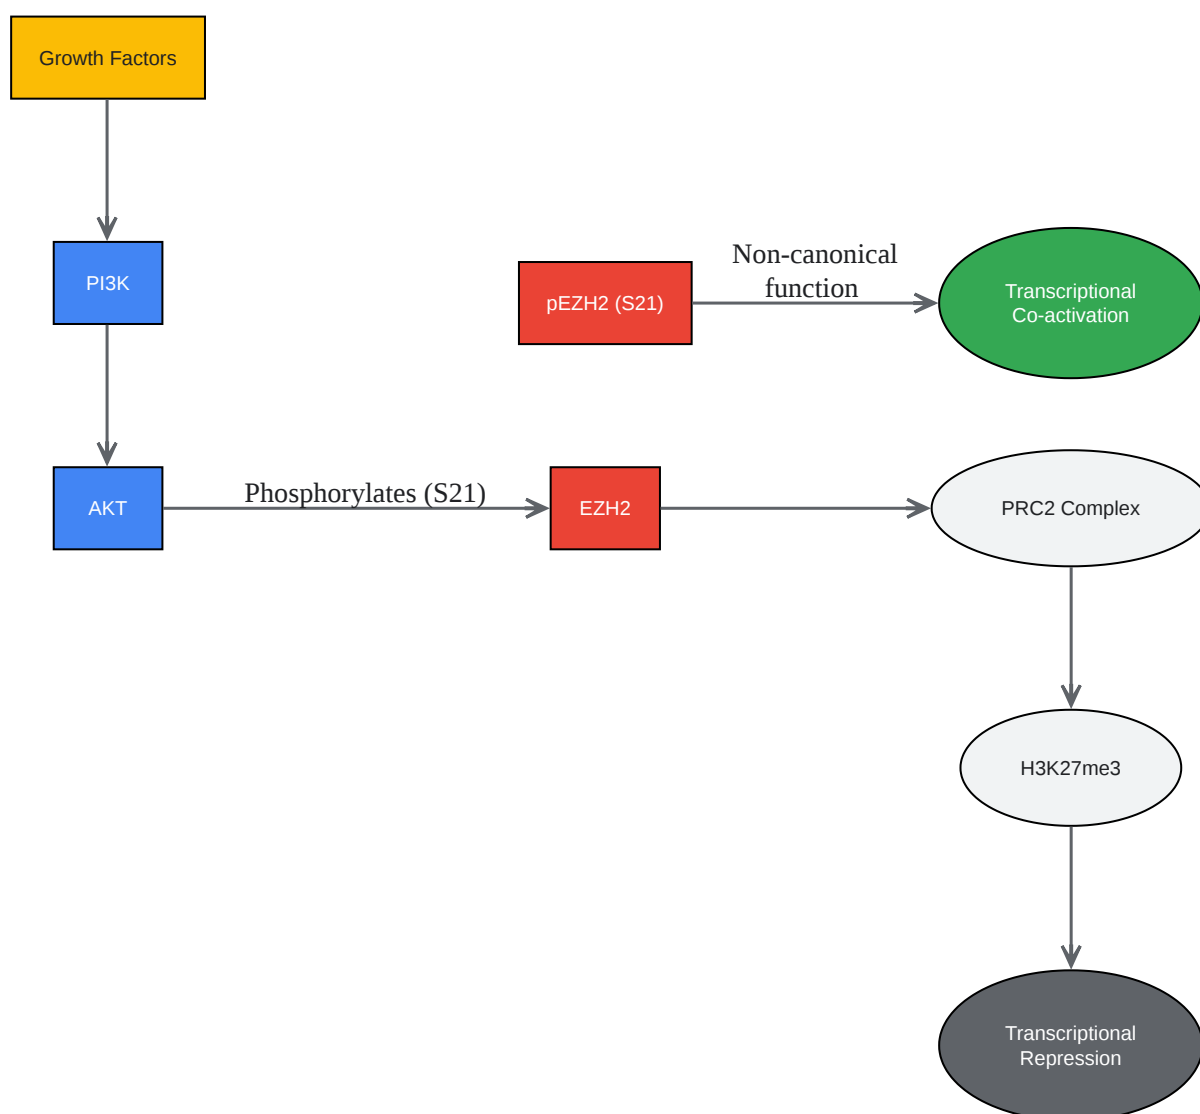 Growth Factors
PI3K
pEZH2 (S21)
Non-canonical
function
Transcriptional
Co-activation
AKT
Phosphorylates (S21)
EZH2
PRC2 Complex
H3K27me3
Transcriptional
Repression